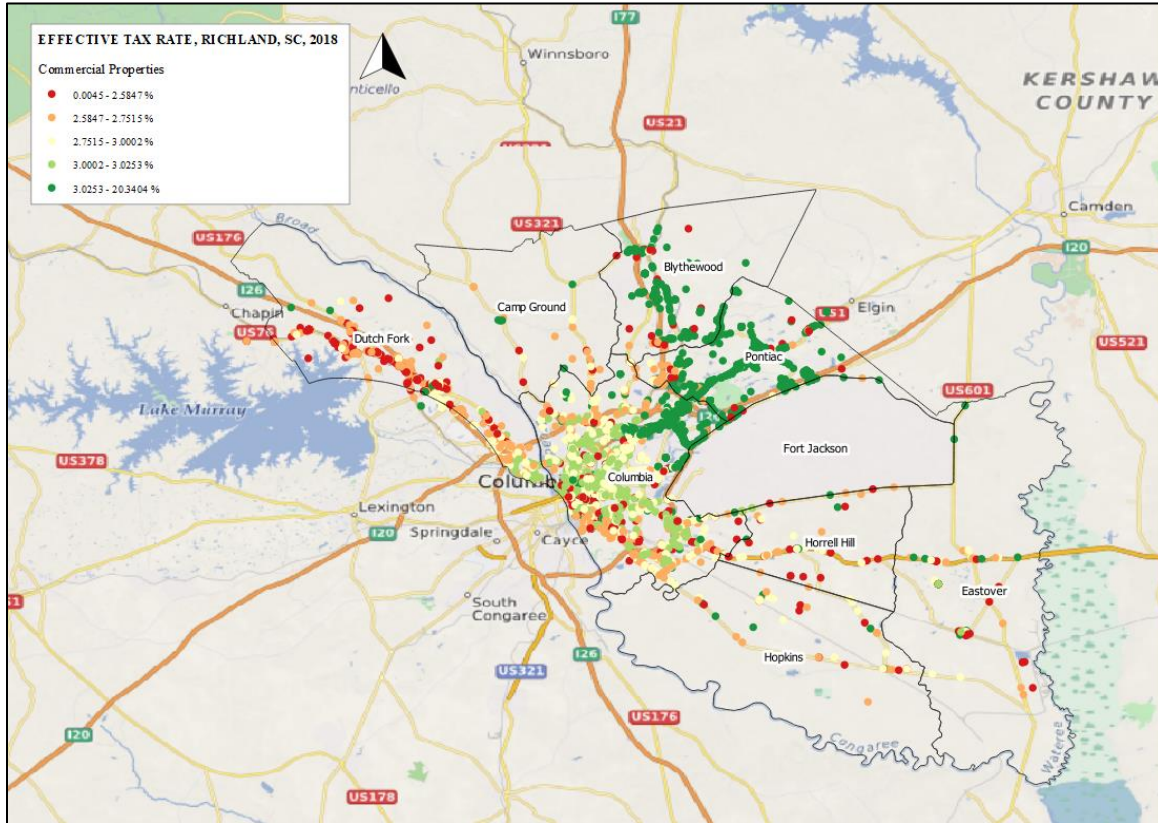 EFFECTIVE TAX RATE, RICHLAND, SC, 2018
Commercial Properties
0.0045 - 2.5847 %
2.5847 - 2.7515 %
2.7515 - 3.0002 %
3.0002 - 3.0253 %
3.0253 - 20.3404 %
I77
Winnsboro
nticello
KERSHAW
COUNTY
US21
US321
Camden
Broad
US176
I20
I26
Blythewood
Chapin
US76
Camp Ground
Elgin
US1
Dutch Fork
US521
Pontiac
US601
Lake Murray
I20
Fort Jackson
US378
Columbia
Columbi
Lexington
I20
Springdale
Cayce
Horrell Hill
Eastover
South
Congaree
US321
I26
Hopkins
US176
Congaree
Wateree
I20
US178